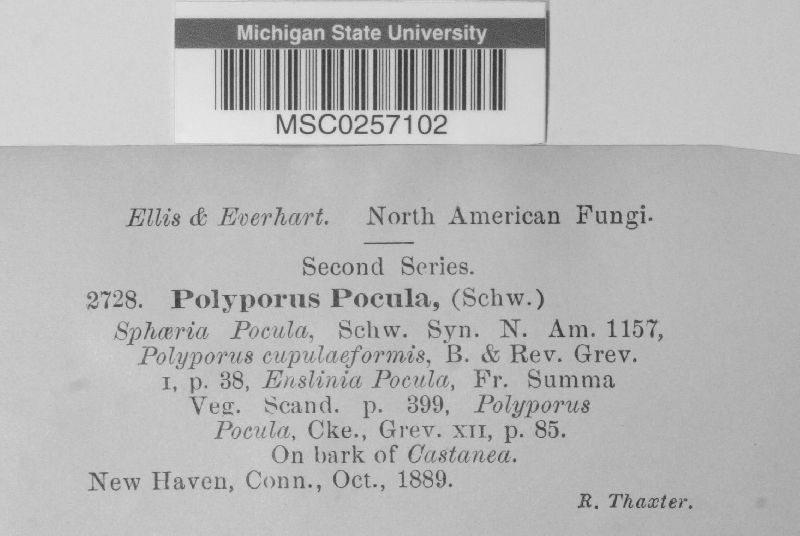 Michigan State University
MSC0257102
Ellis & Everhart. North American Fungi.
Second Series.
2728. Polyporus Pocula, (Schw.)
Sphæria Pocula, Schw. Syn. N. Am. 1157,
Polyporus cupulaeformis, B. & Rev. Grev.
I, p. 38, Enslinia Pocula, Fr. Summa
Veg. Scand. p. 399, Polyporus
Pocula, Cke., Grev. XII, p. 85.
On bark of Castanea.
New Haven, Conn., Oct., 1889.
R. Thaxter.